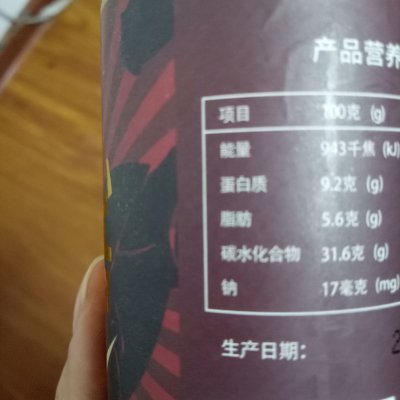 产品营养
项目 100克 (g)
能量 943千焦 (kJ)
蛋白质 9.2克 (g)
脂肪 5.6克 (g)
碳水化合物 31.6克 (g)
钠 17毫克 (mg)
生产日期: 2